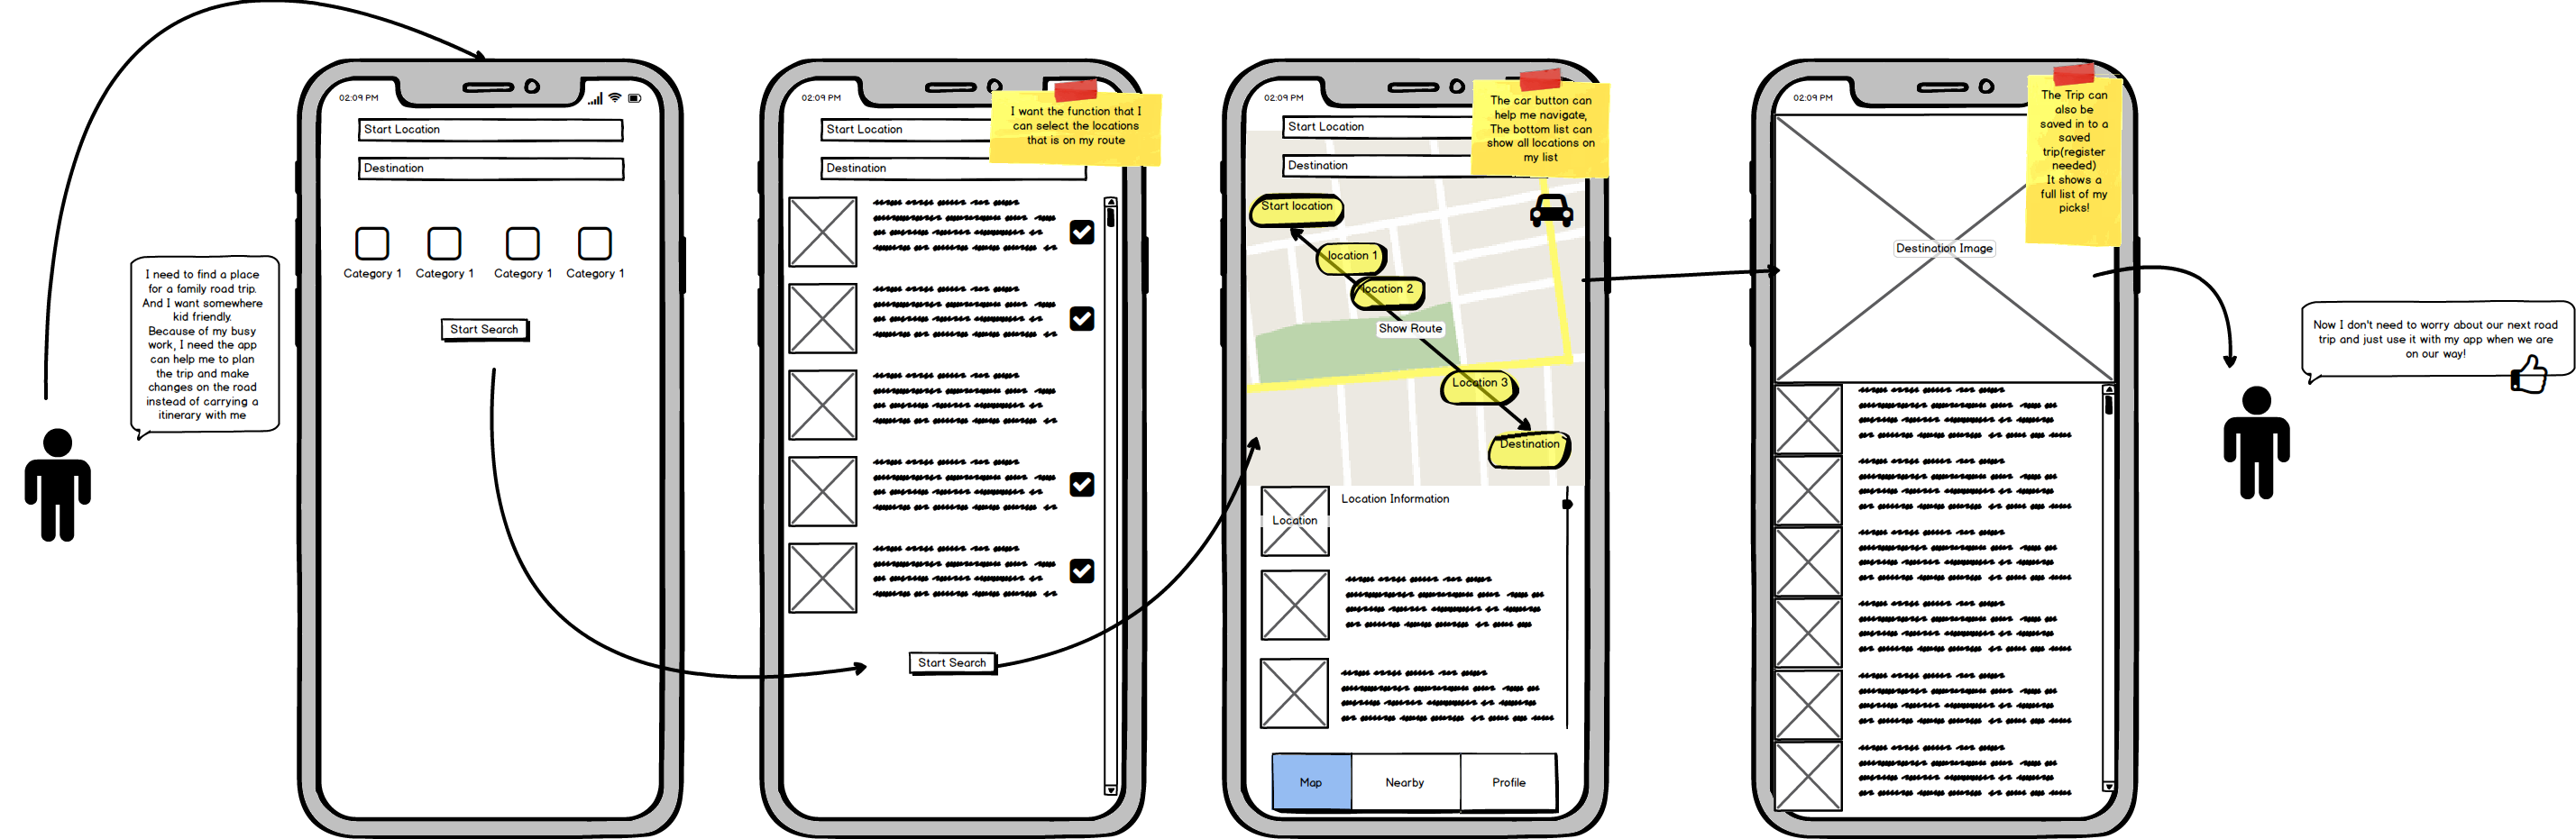 I need to find a place
for a family road trip.
And I want somewhere
kid friendly.
Because of my busy
work, I need the app
can help me to plan
the trip and make
changes on the road
instead of carrying a
itinerary with me
02:09 PM
Start Location
Destination
Category 1
Category 1
Category 1
Category 1
Start Search
02:09 PM
Start Location
Destination
I want the function that I
can select the locations
that is on my route
Start Search
02:09 PM
Start Location
Destination
The car button can
help me navigate,
The bottom list can
show all locations on
my list
Start location
location 1
location 2
Show Route
Location 3
Destination
Location
Location Information
Map
Nearby
Profile
02:09 PM
The Trip can
also be
saved in to a
saved
trip(register
needed)
It shows a
full list of my
picks!
Destination Image
Now I don't need to worry about our next road
trip and just use it with my app when we are
on our way!